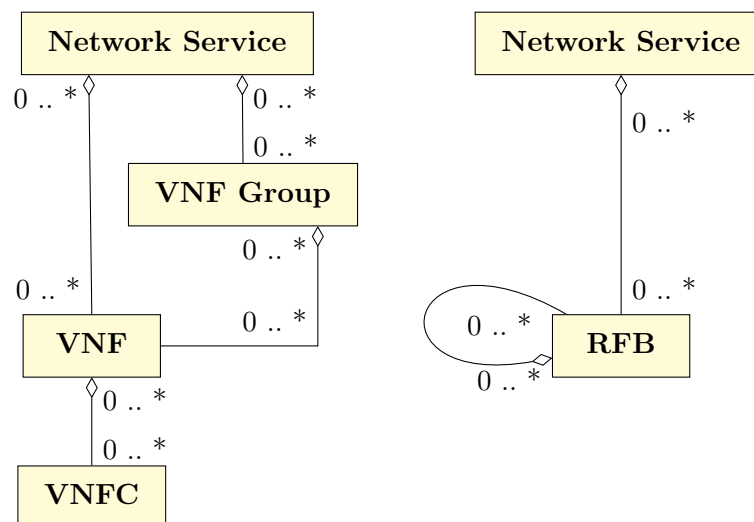 Network Service
0 .. *
0 .. *
0 .. *
VNF Group
0 .. *
0 .. *
0 .. *
VNF
0 .. *
0 .. *
VNFC
Network Service
0 .. *
0 .. *
0 .. *
RFB
0 .. *